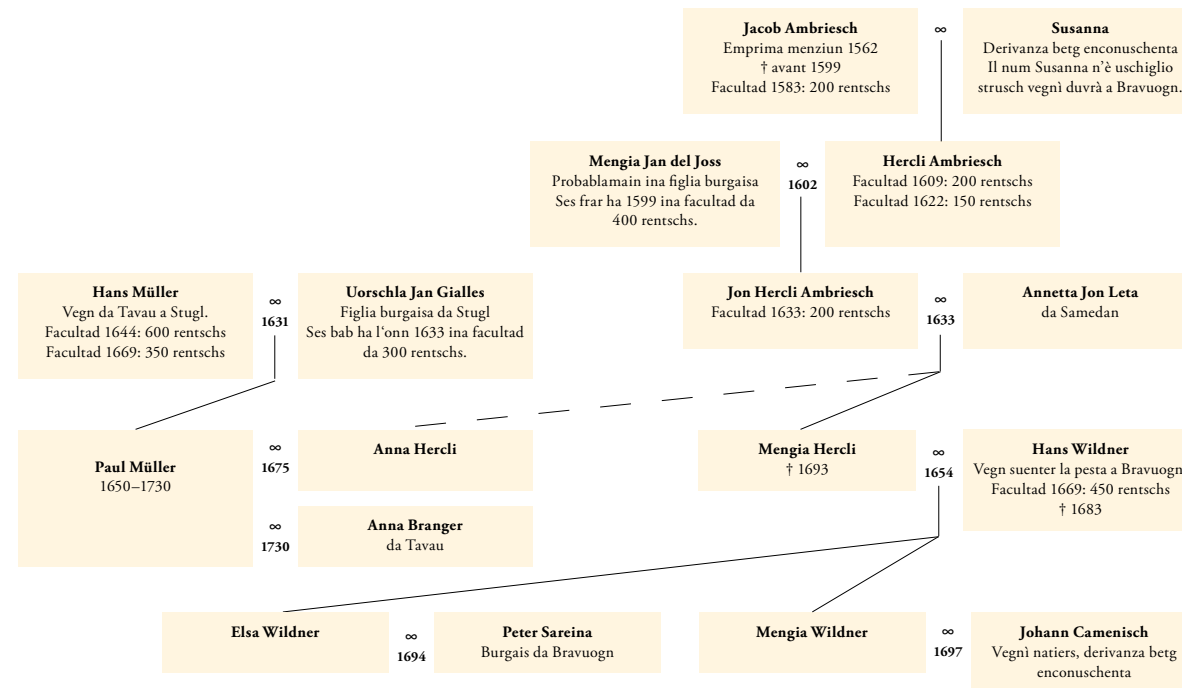 Jacob Ambriesch
Emprima menziun 1562
† avant 1599
Facultad 1583: 200 rentschs
∞
Susanna
Derivanza betg enconuschenta
Il num Susanna n’è uschiglio
strusch vegnì duvrà a Bravuogn.
Mengia Jan del Joss
Probablamain ina figlia burgaisa
Ses frar ha 1599 ina facultad da
400 rentschs.
∞
1602
Hercli Ambriesch
Facultad 1609: 200 rentschs
Facultad 1622: 150 rentschs
Hans Müller
Vegn da Tavau a Stugl.
Facultad 1644: 600 rentschs
Facultad 1669: 350 rentschs
∞
1631
Uorschla Jan Gialles
Figlia burgaisa da Stugl
Ses bab ha l‘onn 1633 ina facultad
da 300 rentschs.
Jon Hercli Ambriesch
Facultad 1633: 200 rentschs
∞
1633
Annetta Jon Leta
da Samedan
Paul Müller
1650–1730
∞
1675
Anna Hercli
∞
1730
Anna Branger
da Tavau
Mengia Hercli
† 1693
∞
1654
Hans Wildner
Vegn suenter la pesta a Bravuogn
Facultad 1669: 450 rentschs
† 1683
Elsa Wildner
∞
1694
Peter Sareina
Burgais da Bravuogn
Mengia Wildner
∞
1697
Johann Camenisch
Vegnì natiers, derivanza betg
enconuschenta